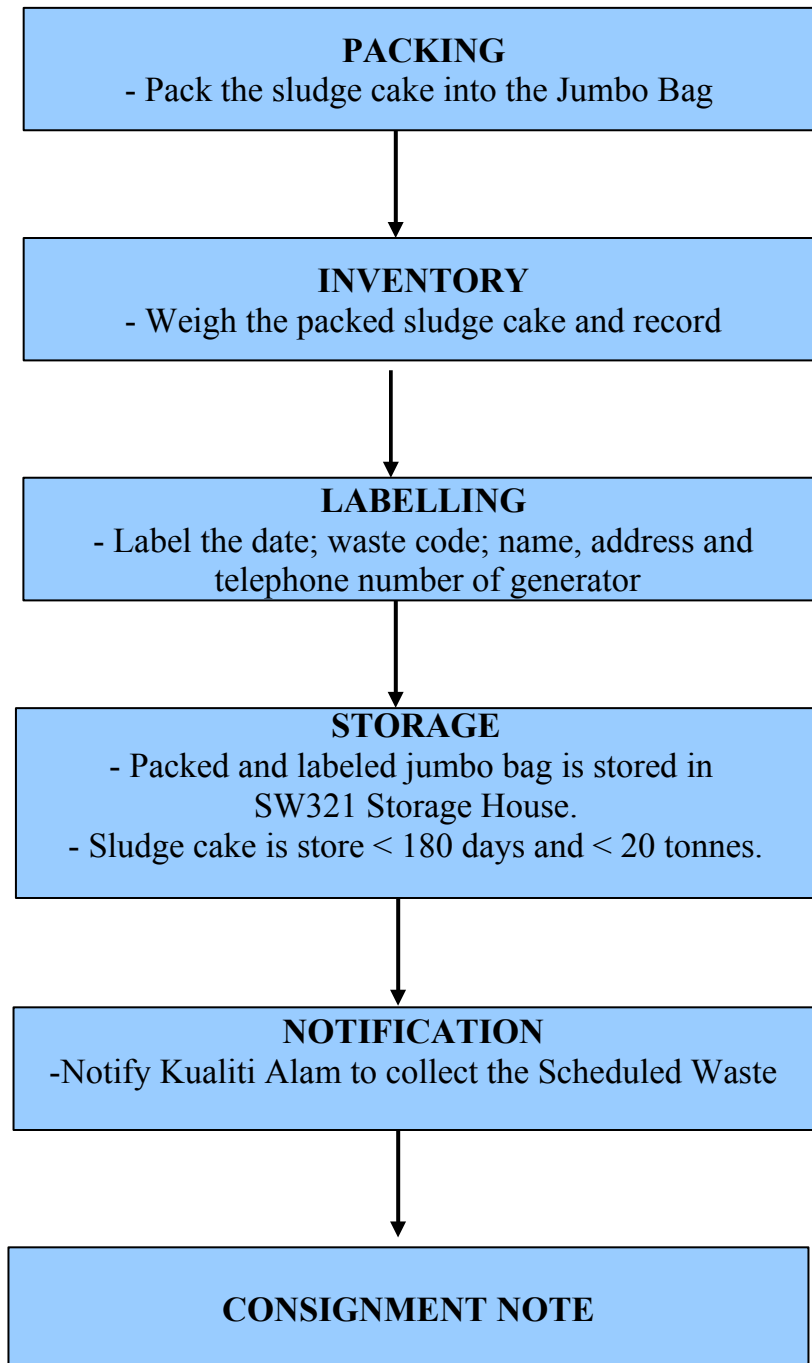 PACKING
- Pack the sludge cake into the Jumbo Bag
INVENTORY
- Weigh the packed sludge cake and record
LABELLING
- Label the date; waste code; name, address and
telephone number of generator
STORAGE
- Packed and labeled jumbo bag is stored in
SW321 Storage House.
- Sludge cake is store < 180 days and < 20 tonnes.
NOTIFICATION
-Notify Kualiti Alam to collect the Scheduled Waste
CONSIGNMENT NOTE